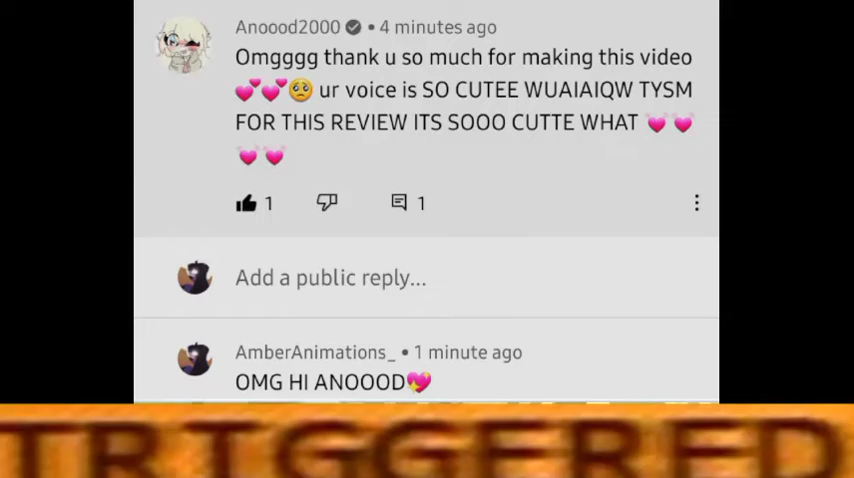 Anoood2000 • 4 minutes ago
Omgggg thank u so much for making this video
💕💕🥺 ur voice is SO CUTEE WUAIAIQW TYSM
FOR THIS REVIEW ITS SOOO CUTTE WHAT 💓💓
💓💓
1
1
Add a public reply...
AmberAnimations_ • 1 minute ago
OMG HI ANOOOD💖
TRIGGERED